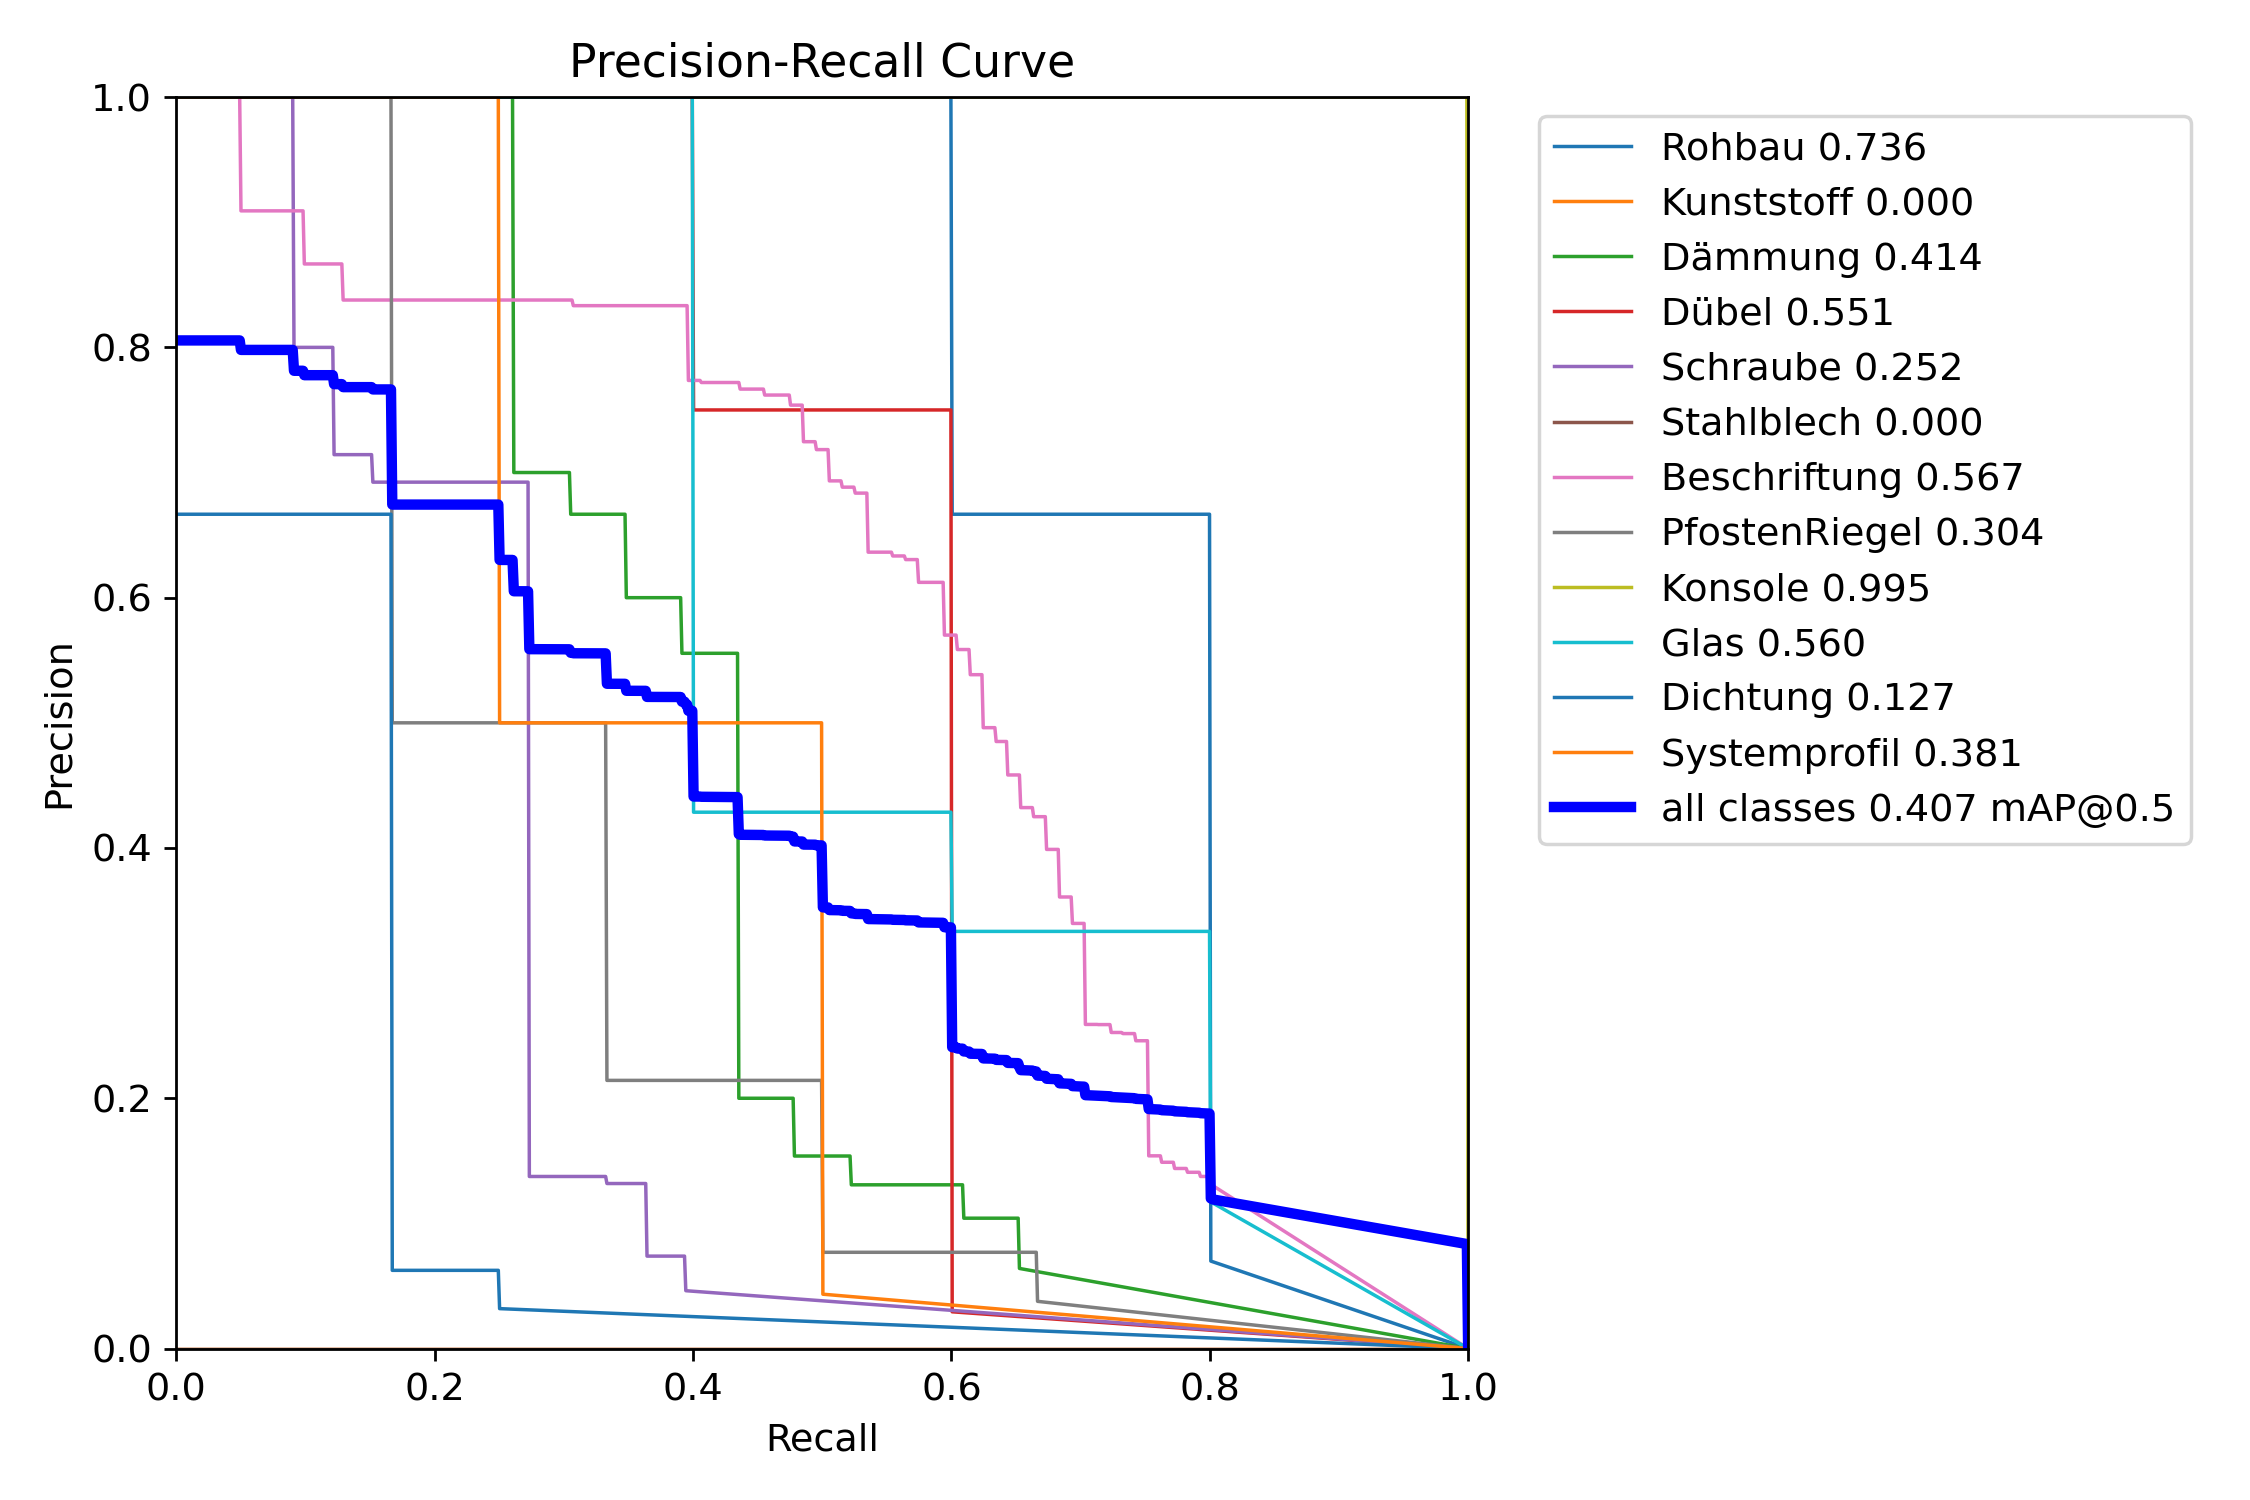 Precision-Recall Curve
1.0
0.8
0.6
0.4
0.2
0.0
Precision
0.0 0.2 0.4 0.6 0.8 1.0
Recall
Rohbau 0.736
Kunststoff 0.000
Dämmung 0.414
Dübel 0.551
Schraube 0.252
Stahlblech 0.000
Beschriftung 0.567
PfostenRiegel 0.304
Konsole 0.995
Glas 0.560
Dichtung 0.127
Systemprofil 0.381
all classes 0.407 mAP@0.5